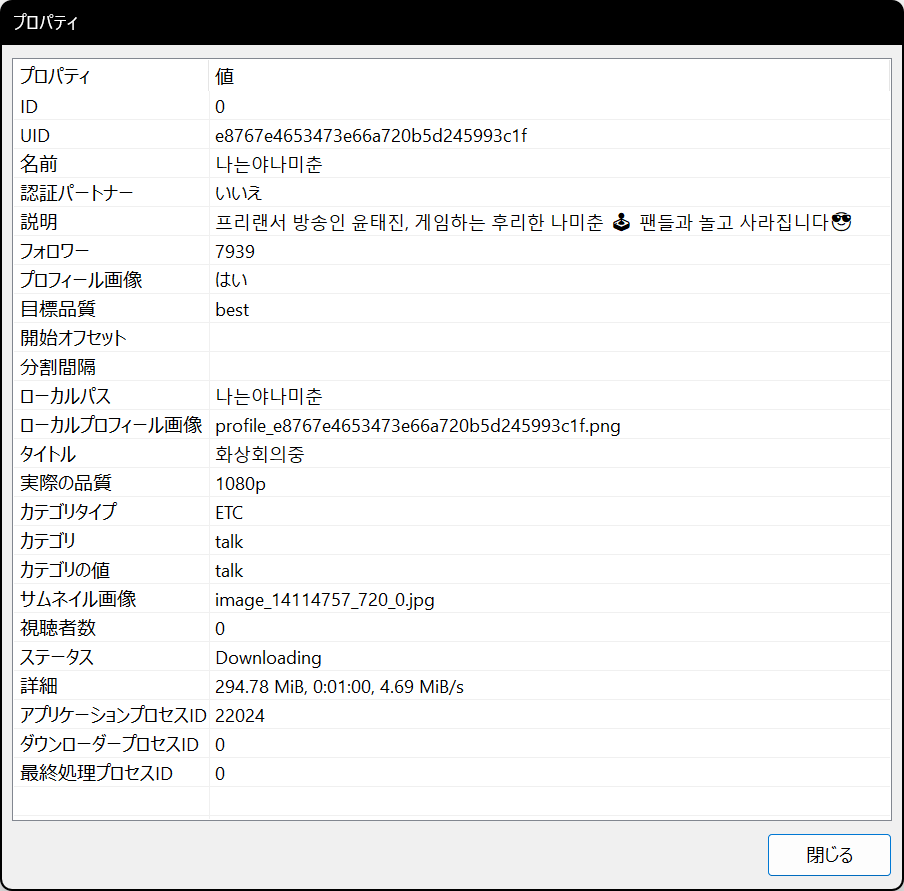 プロパティ
プロパティ 値
ID 0
UID e8767e4653473e66a720b5d245993c1f
名前 나는야나미춘
認証パートナー いいえ
説明 프리랜서 방송인 윤태진, 게임하는 후리한 나미춘 🕹 팬들과 놀고 사라집니다😎
フォロワー 7939
プロフィール画像 はい
目標品質 best
開始オフセット
分割間隔
ローカルパス 나는야나미춘
ローカルプロフィール画像 profile_e8767e4653473e66a720b5d245993c1f.png
タイトル 화상회의중
実際の品質 1080p
カテゴリタイプ ETC
カテゴリ talk
カテゴリの値 talk
サムネイル画像 image_14114757_720_0.jpg
視聴者数 0
ステータス Downloading
詳細 294.78 MiB, 0:01:00, 4.69 MiB/s
アプリケーションプロセスID 22024
ダウンローダープロセスID 0
最終処理プロセスID 0
閉じる